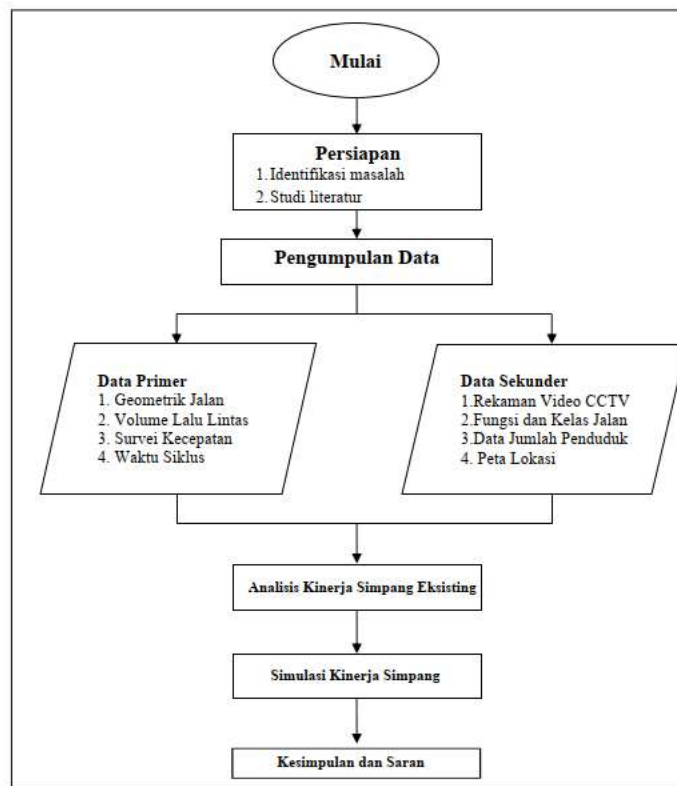 Mulai
Persiapan
1. Identifikasi masalah
2. Studi literatur
Pengumpulan Data
Data Primer
1. Geometrik Jalan
2. Volume Lalu Lintas
3. Survei Kecepatan
4. Waktu Siklus
Data Sekunder
1.Rekaman Video CCTV
2.Fungsi dan Kelas Jalan
3.Data Jumlah Penduduk
4. Peta Lokasi
Analisis Kinerja Simpang Eksisting
Simulasi Kinerja Simpang
Kesimpulan dan Saran